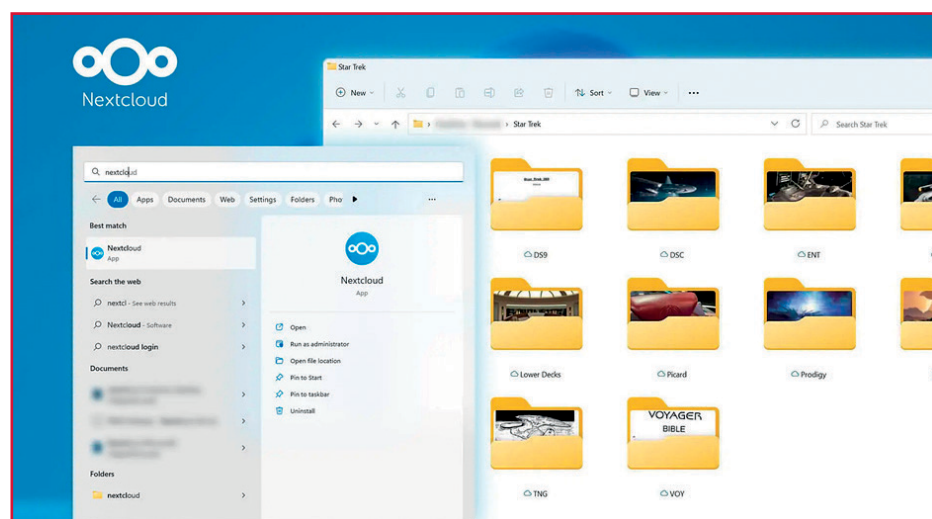 Nextcloud
Star Trek
New
Sort
View
...
Star Trek
Search Star Trek
nextcloud
All Apps Documents Web Settings Folders Pho ...
Best match
Nextcloud
App
Search the web
nextcl - See web results
Nextcloud - Software
nextcloud login
Documents
Folders
nextcloud
Nextcloud
App
Open
Run as administrator
Open file location
Pin to Start
Pin to taskbar
Uninstall
DS9
DSC
ENT
Lower Decks
Picard
Prodigy
VOYAGER
BIBLE
TNG
VOY